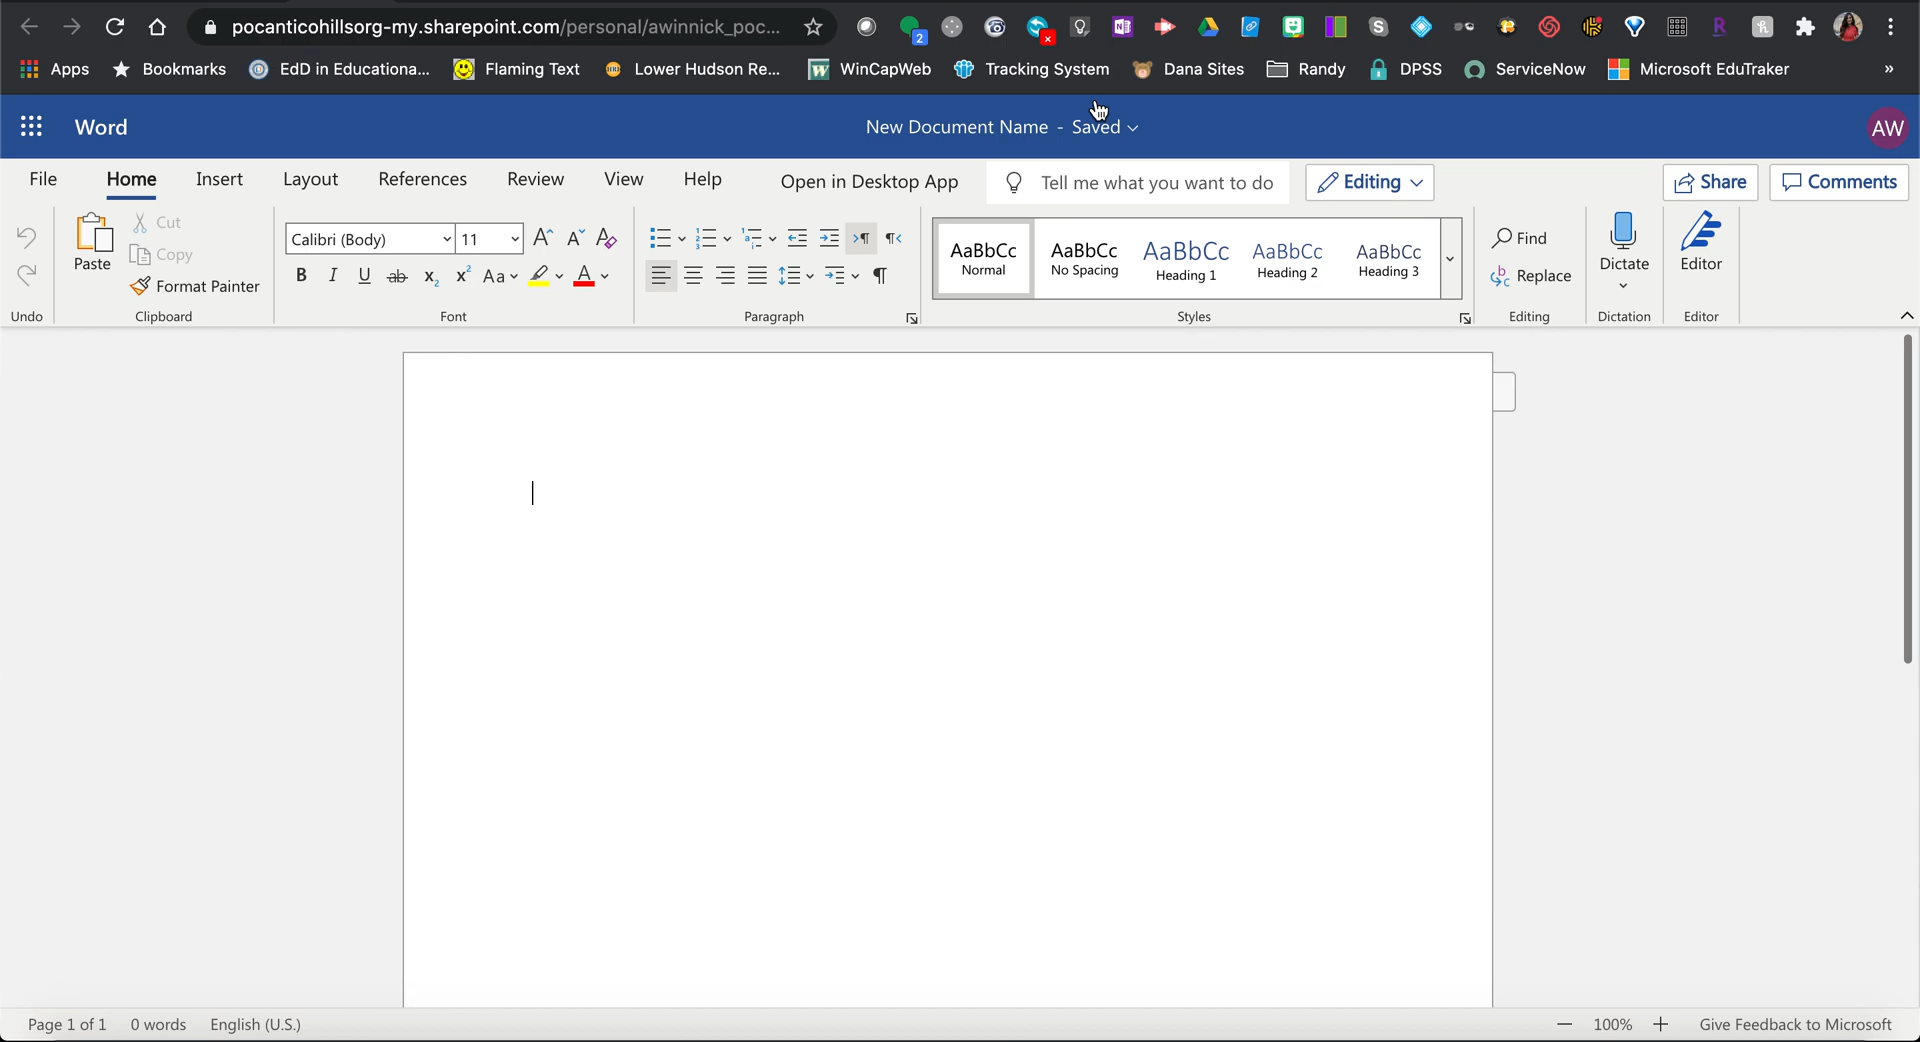 pocanticohillsorg-my.sharepoint.com/personal/awinnick_poc...
2
Apps Bookmarks EdD in Educationa... Flaming Text Lower Hudson Re... WinCapWeb Tracking System Dana Sites Randy DPSS ServiceNow Microsoft EduTraker »
Word New Document Name - Saved AW
File Home Insert Layout References Review View Help Open in Desktop App Tell me what you want to do Editing Share Comments
Paste Cut Copy Format Painter
Calibri (Body) 11
B I U ab x₂ x² Aa A
AaBbCc AaBbCc AaBbCc AaBbCc AaBbCc
Normal No Spacing Heading 1 Heading 2 Heading 3
Find
Replace
Dictate
Editor
Undo Clipboard Font Paragraph Styles Editing Dictation Editor
Page 1 of 1 0 words English (U.S.) 100% Give Feedback to Microsoft